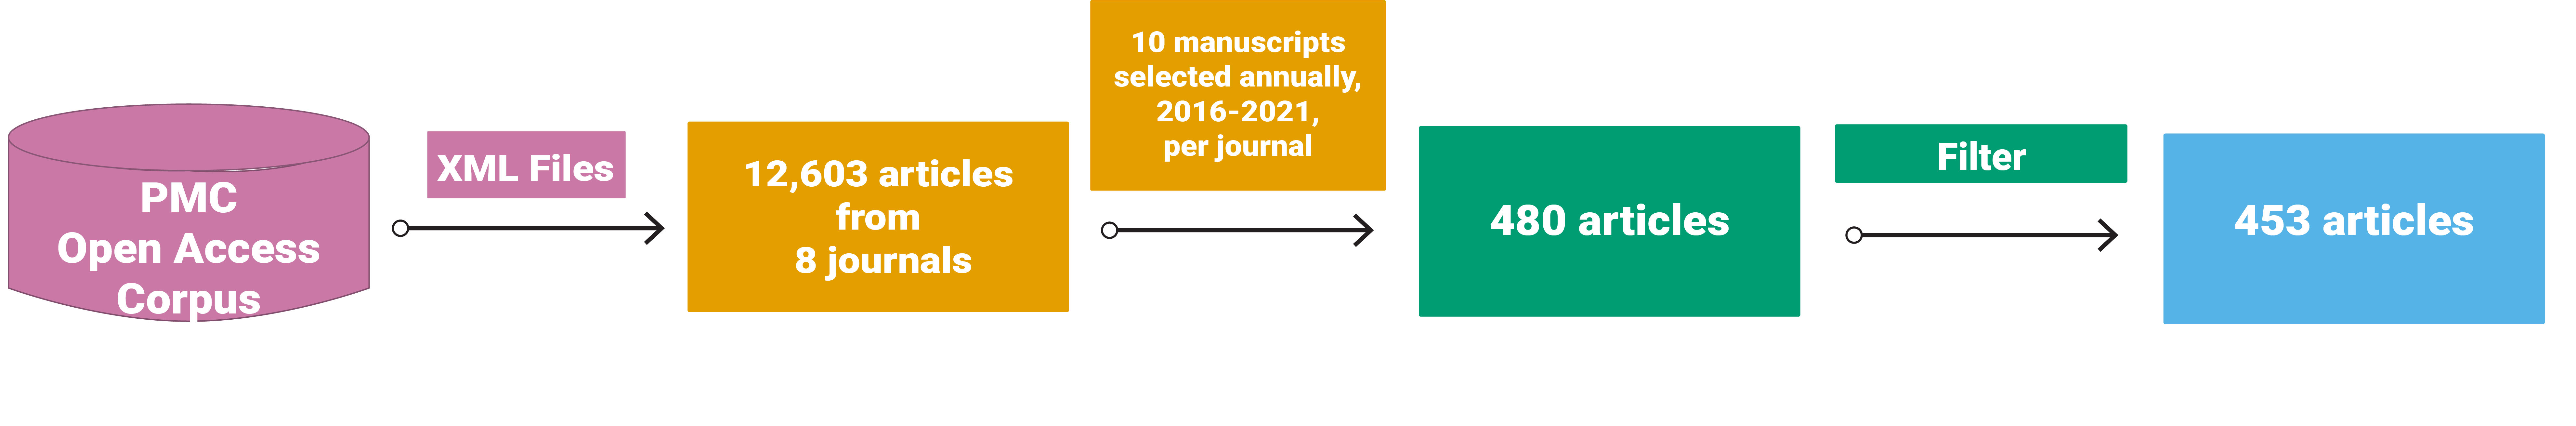 PMC
Open Access
Corpus
XML Files
12,603 articles
from
8 journals
10 manuscripts
selected annually,
2016-2021,
per journal
480 articles
Filter
453 articles